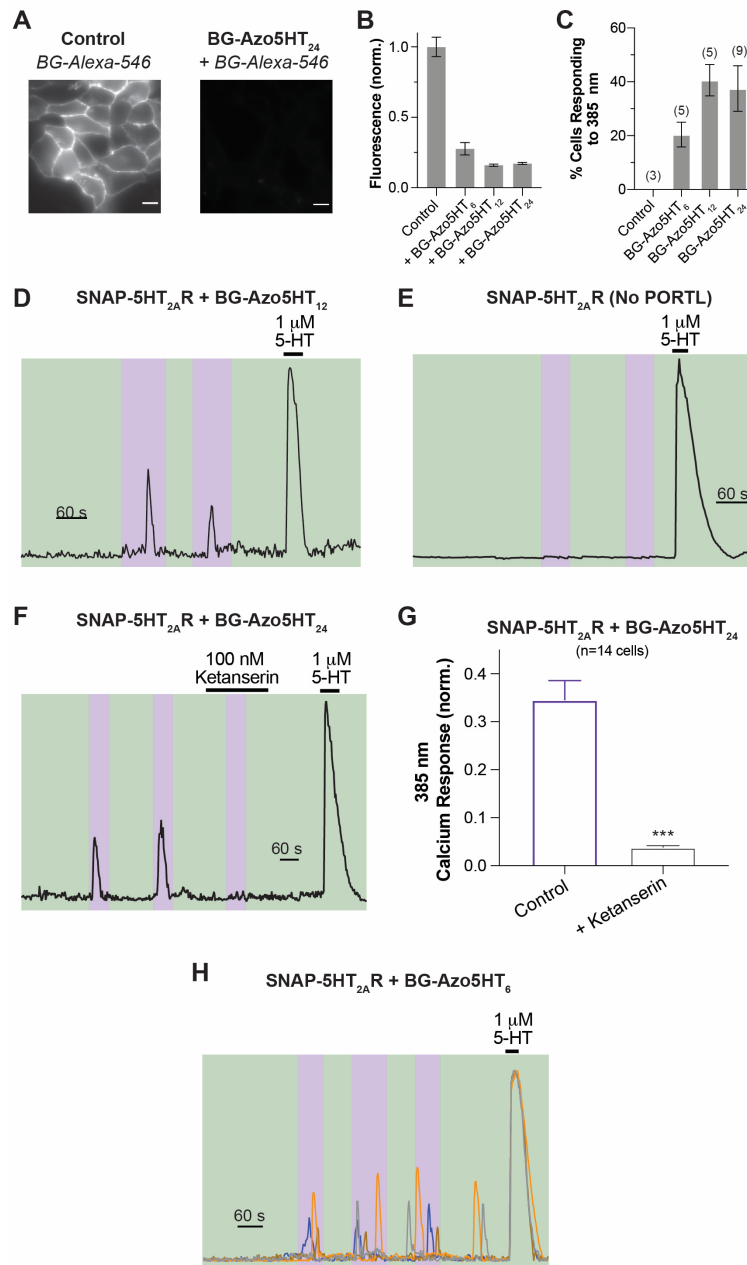 A
Control
BG-Alexa-546
BG-Azo5HT24
+ BG-Alexa-546
B
Fluorescence (norm.)
1.0
0.5
0.0
Control
+ BG-Azo5HT6
+ BG-Azo5HT12
+ BG-Azo5HT24
C
% Cells Responding
to 385 nm
60
40
20
0
(3)
(5)
(5)
(9)
Control
BG-Azo5HT6
BG-Azo5HT12
BG-Azo5HT24
D
SNAP-5HT2AR + BG-Azo5HT12
1 μM
5-HT
60 s
E
SNAP-5HT2AR (No PORTL)
1 μM
5-HT
60 s
F
SNAP-5HT2AR + BG-Azo5HT24
100 nM
Ketanserin
1 μM
5-HT
60 s
G
SNAP-5HT2AR + BG-Azo5HT24
(n=14 cells)
385 nm
Calcium Response (norm.)
0.4
0.3
0.2
0.1
0.0
***
Control
+ Ketanserin
H
SNAP-5HT2AR + BG-Azo5HT6
1 μM
5-HT
60 s